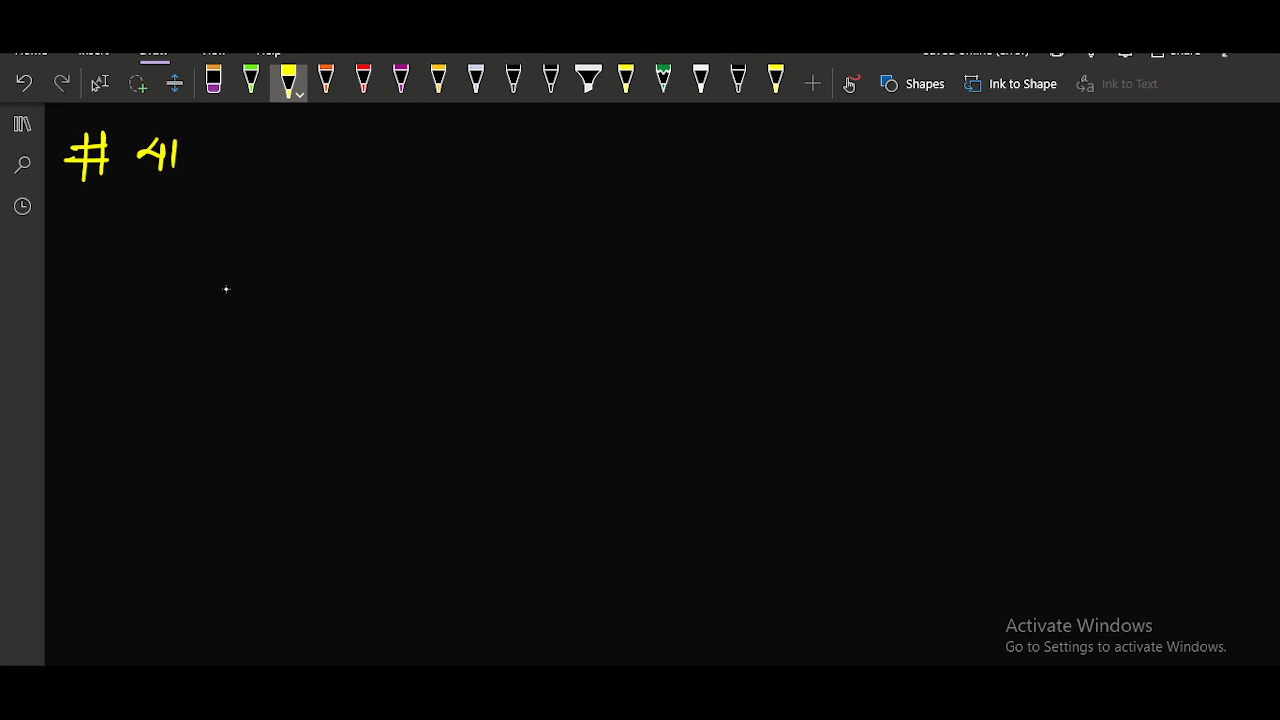 Shapes Ink to Shape Ink to Text
# 41
Activate Windows
Go to Settings to activate Windows.